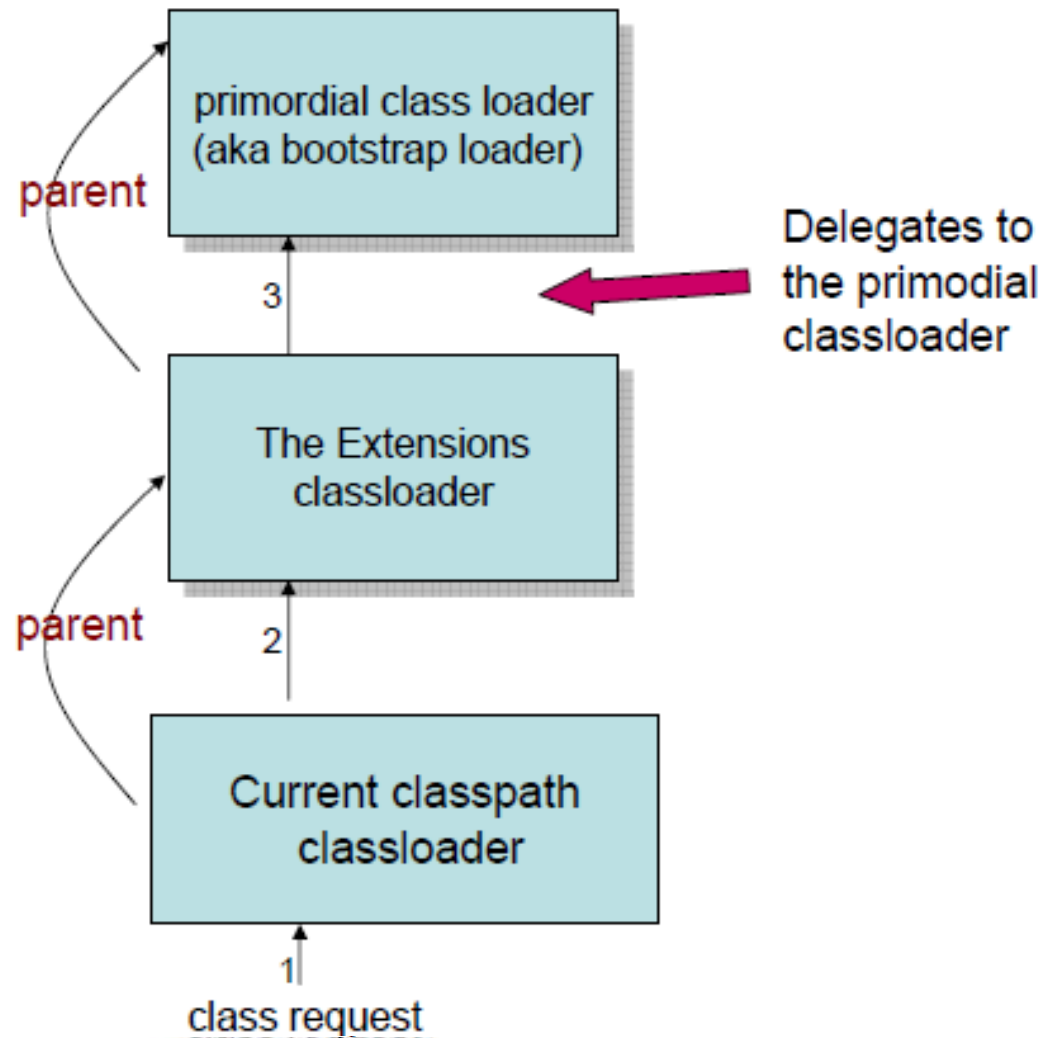 primordial class loader
(aka bootstrap loader)
parent
Delegates to
the primodial
classloader
3
The Extensions
classloader
parent
2
Current classpath
classloader
1
class request